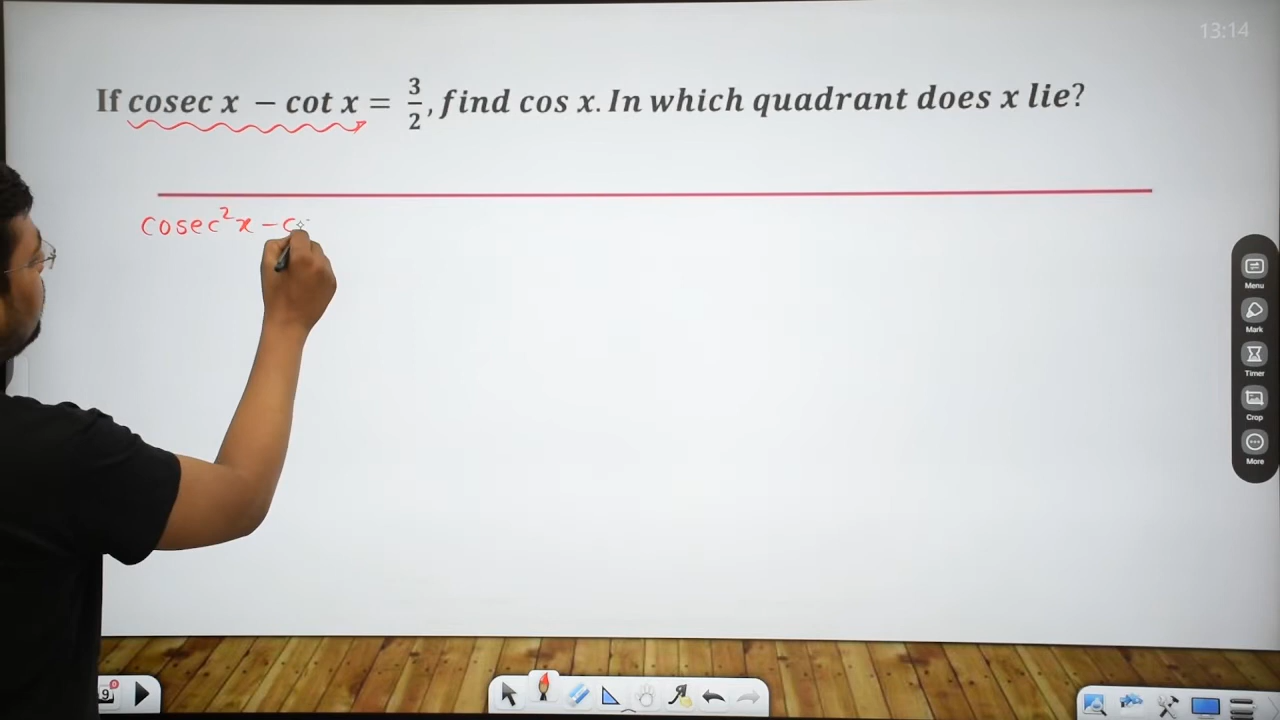 13:14
If cosec x − cot x = 3/2, find cos x. In which quadrant does x lie?
cosec²x − c
Menu
Mark
Timer
Crop
More
9